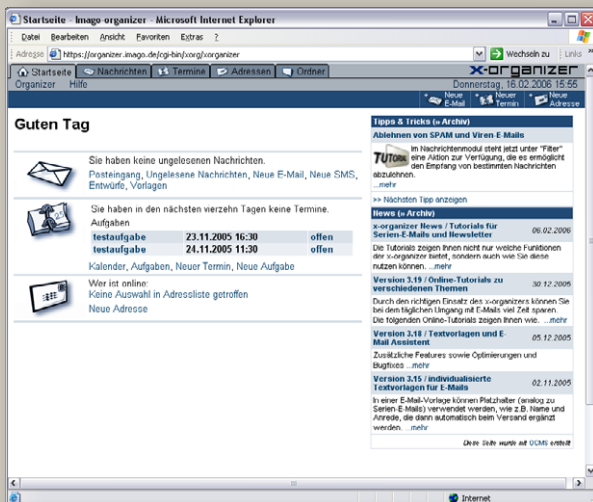 Startseite - Imago-organizer - Microsoft Internet Explorer
Datei Bearbeiten Ansicht Favoriten Extras ?
Adresse https://organizer.imago.de/cgi-bin/xorg/xorganizer Wechseln zu Links »
Startseite Nachrichten Termine Adressen Ordner x-organizer
Organizer Hilfe Donnerstag, 16.02.2006 15:55
Neue E-Mail Neuer Termin Neue Adresse
Guten Tag
Sie haben keine ungelesenen Nachrichten.
Posteingang, Ungelesene Nachrichten, Neue E-Mail, Neue SMS,
Entwürfe, Vorlagen
Sie haben in den nächsten vierzehn Tagen keine Termine.
Aufgaben
testaufgabe 23.11.2005 16:30 offen
testaufgabe 24.11.2005 11:30 offen
Kalender, Aufgaben, Neuer Termin, Neue Aufgabe
Wer ist online:
Keine Auswahl in Adressliste getroffen
Neue Adresse
Tipps & Tricks (» Archiv)
Ablehnen von SPAM und Viren E-Mails
TUTORIAL
Im Nachrichtenmodul steht jetzt unter "Filter"
eine Aktion zur Verfügung, die es ermöglicht
den Empfang von bestimmten Nachrichten
abzulehnen.
...mehr
>> Nächsten Tipp anzeigen
News (» Archiv)
x-organizer News / Tutorials für
Serien-E-Mails und Newsletter 06.02.2006
Die Tutorials zeigen Ihnen nicht nur welche Funktionen
der x-organizer bietet, sondern auch wie Sie diese
nutzen können. ...mehr
Version 3.19 / Online-Tutorials zu
verschiedenen Themen 30.12.2005
Durch den richtigen Einsatz des x-organizers können Sie
bei dem täglichen Umgang mit E-Mails viel Zeit sparen.
Die folgenden Online-Tutorials zeigen Ihnen wie. ...mehr
Version 3.18 / Textvorlagen und E-
Mail Assistent 05.12.2005
Zusätzliche Features sowie Optimierungen und
Bugfixes ...mehr
Version 3.15 / individualisierte
Textvorlagen für E-Mails 02.11.2005
In einer E-Mail-Vorlage können Platzhalter (analog zu
Serien-E-Mails) verwendet werden, wie z.B. Name und
Anrede, die dann automatisch beim Versand ergänzt
werden. ...mehr
Diese Seite wurde mit OCMS erstellt
Internet